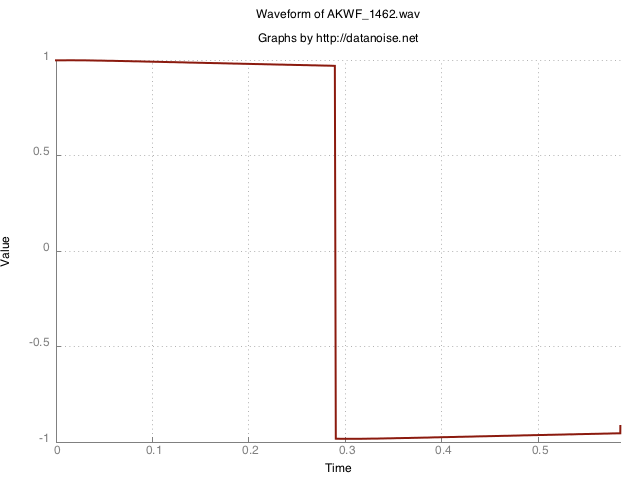 Waveform of AKWF_1462.wav
Graphs by http://datanoise.net
1
0.5
0
-0.5
-1
Value
0 0.1 0.2 0.3 0.4 0.5
Time